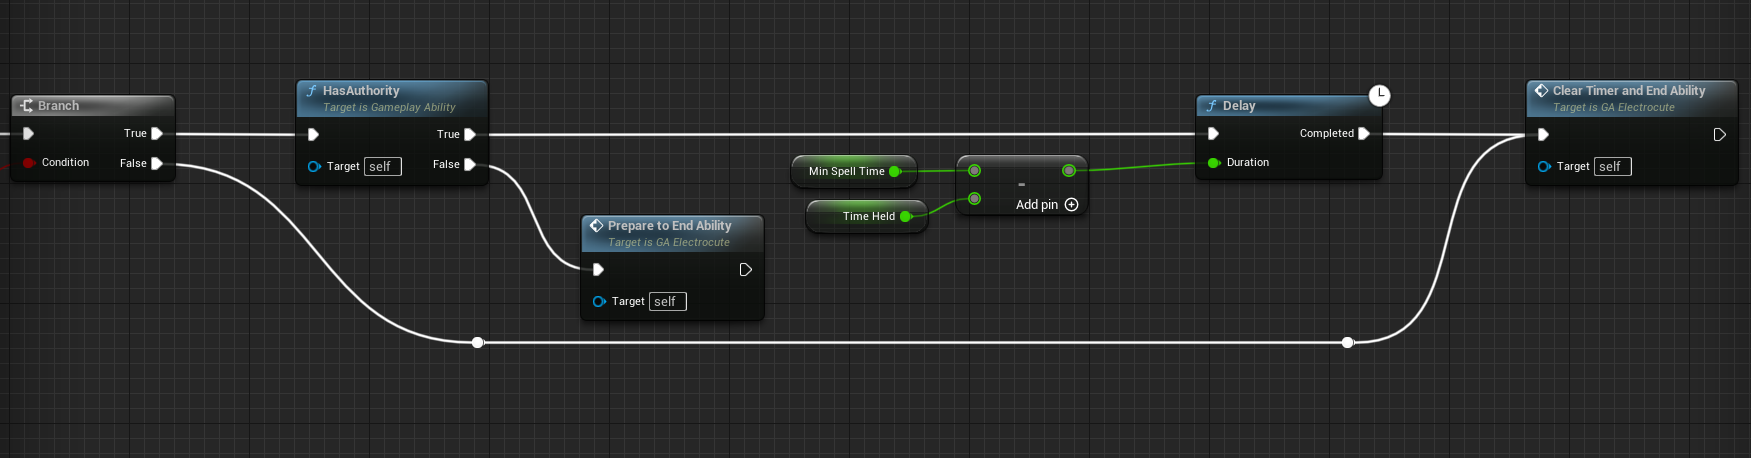 Branch
True
Condition
False
HasAuthority
Target is Gameplay Ability
True
Target self
False
Prepare to End Ability
Target is GA Electrocute
Target self
Min Spell Time
Time Held
-
Add pin
Delay
Completed
Duration
Clear Timer and End Ability
Target is GA Electrocute
Target self